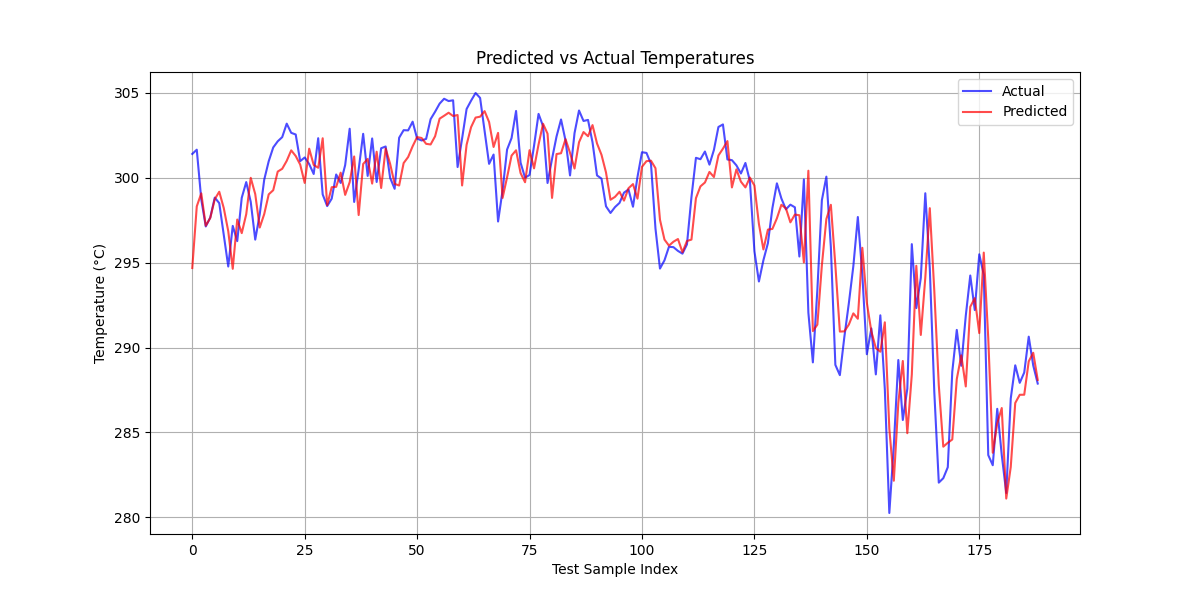 Predicted vs Actual Temperatures
Actual
Predicted
Temperature (°C)
305
300
295
290
285
280
0 25 50 75 100 125 150 175
Test Sample Index